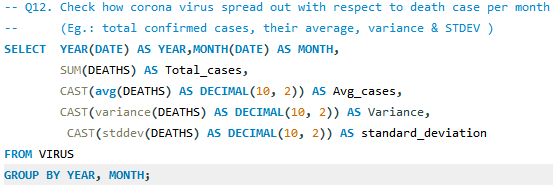 -- Q12. Check how corona virus spread out with respect to death case per month
--      (Eg.: total confirmed cases, their average, variance & STDEV )
SELECT  YEAR(DATE) AS YEAR,MONTH(DATE) AS MONTH,
        SUM(DEATHS) AS Total_cases,
        CAST(avg(DEATHS) AS DECIMAL(10, 2)) AS Avg_cases,
        CAST(variance(DEATHS) AS DECIMAL(10, 2)) AS Variance,
         CAST(stddev(DEATHS) AS DECIMAL(10, 2)) AS standard_deviation
FROM VIRUS
GROUP BY YEAR, MONTH;